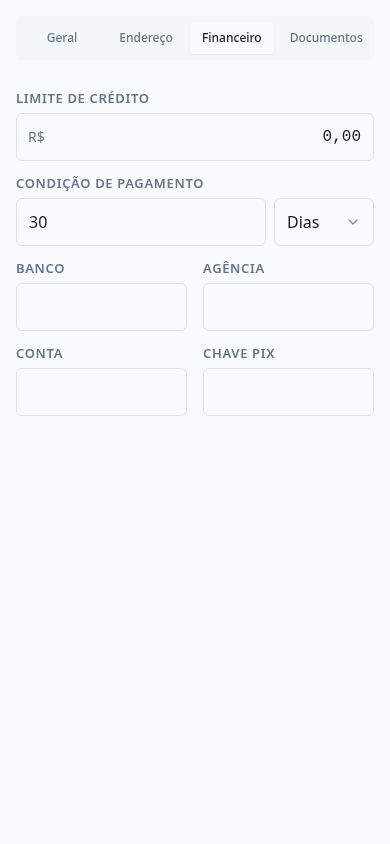 Geral Endereço Financeiro Documentos
LIMITE DE CRÉDITO
R$ 0,00
CONDIÇÃO DE PAGAMENTO
30 Dias
BANCO AGÊNCIA
CONTA CHAVE PIX